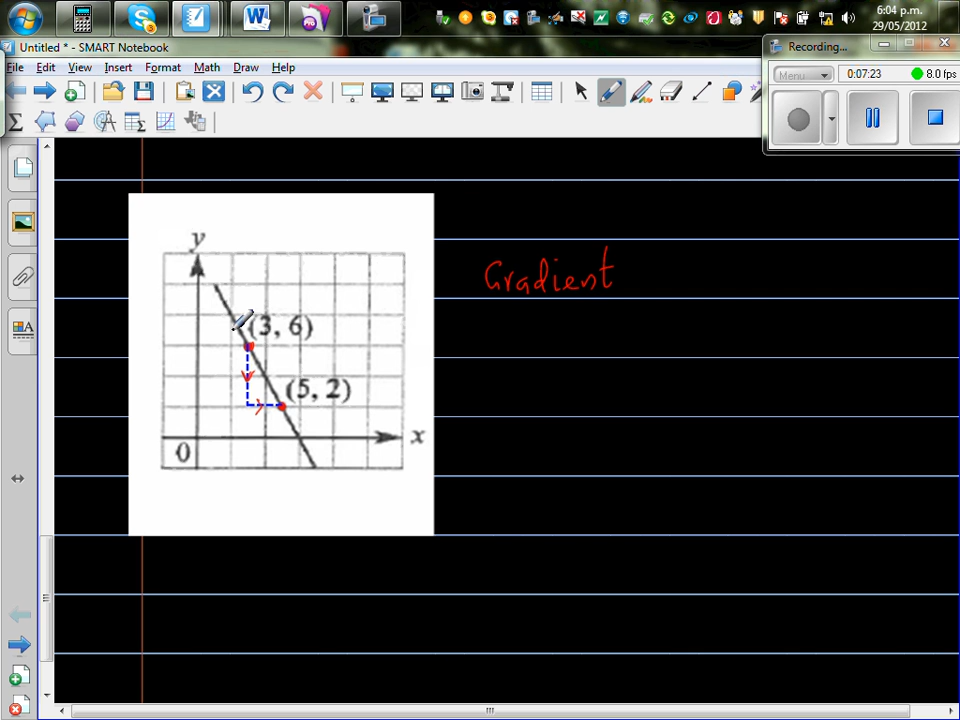 6:04 p.m.
29/05/2012
Untitled * - SMART Notebook
Recording...
File Edit View Insert Format Math Draw Help
Menu 0:07:23 8.0 fps
y
Gradient
(3, 6)
(5, 2)
x
0